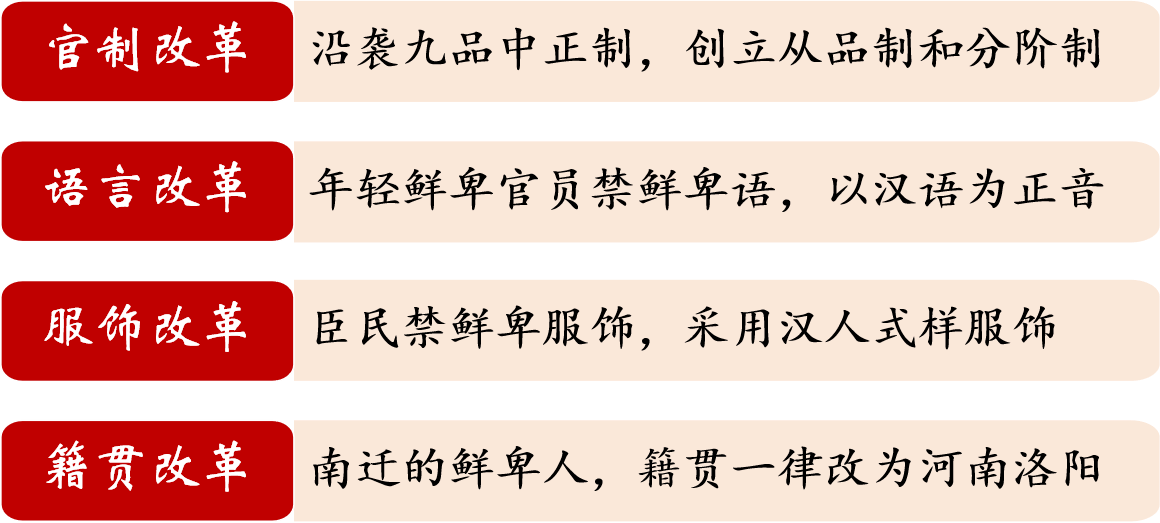 官制改革
沿袭九品中正制，创立从品制和分阶制
语言改革
年轻鲜卑官员禁鲜卑语，以汉语为正音
服饰改革
臣民禁鲜卑服饰，采用汉人式样服饰
籍贯改革
南迁的鲜卑人，籍贯一律改为河南洛阳